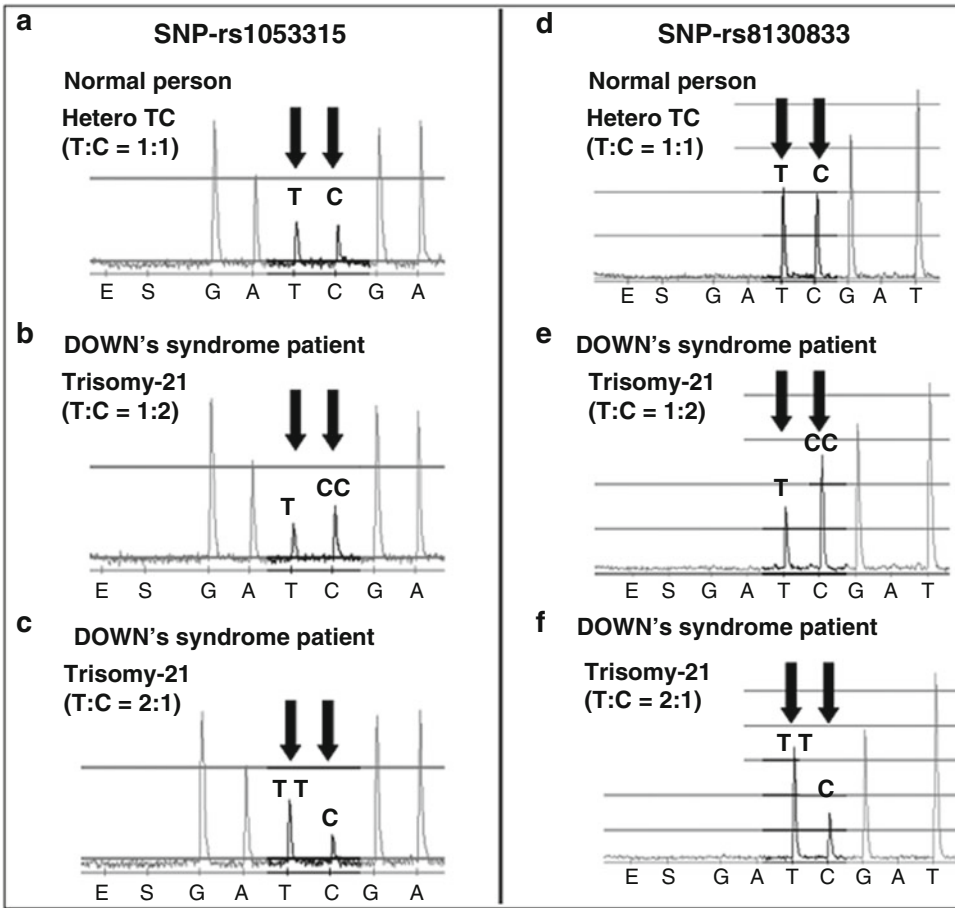 a
SNP-rs1053315
Normal person
Hetero TC
(T:C = 1:1)
T C
E S G A T C G A
b
DOWN's syndrome patient
Trisomy-21
(T:C = 1:2)
T CC
E S G A T C G A
c
DOWN's syndrome patient
Trisomy-21
(T:C = 2:1)
T T C
E S G A T C G A
d
SNP-rs8130833
Normal person
Hetero TC
(T:C = 1:1)
T C
E S G A T C G A T
e
DOWN's syndrome patient
Trisomy-21
(T:C = 1:2)
T CC
E S G A T C G A T
f
DOWN's syndrome patient
Trisomy-21
(T:C = 2:1)
T T C
E S G A T C G A T